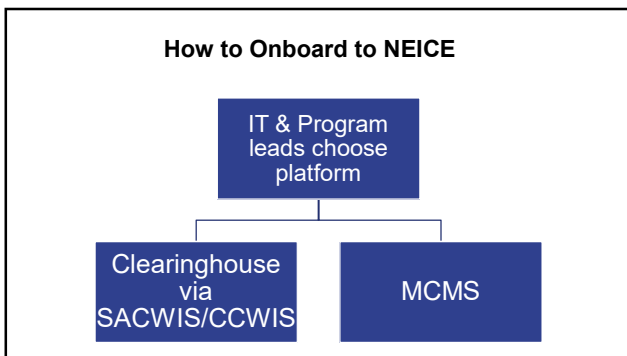 How to Onboard to NEICE
IT & Program
leads choose
platform
Clearinghouse
via
SACWIS/CCWIS
MCMS